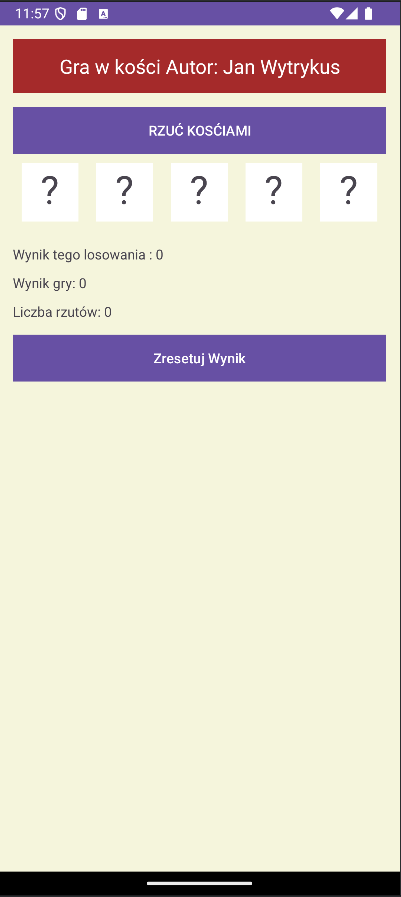 11:57
A
Gra w kości Autor: Jan Wytrykus
RZUĆ KOSĆIAMI
? ? ? ? ?
Wynik tego losowania : 0
Wynik gry: 0
Liczba rzutów: 0
Zresetuj Wynik